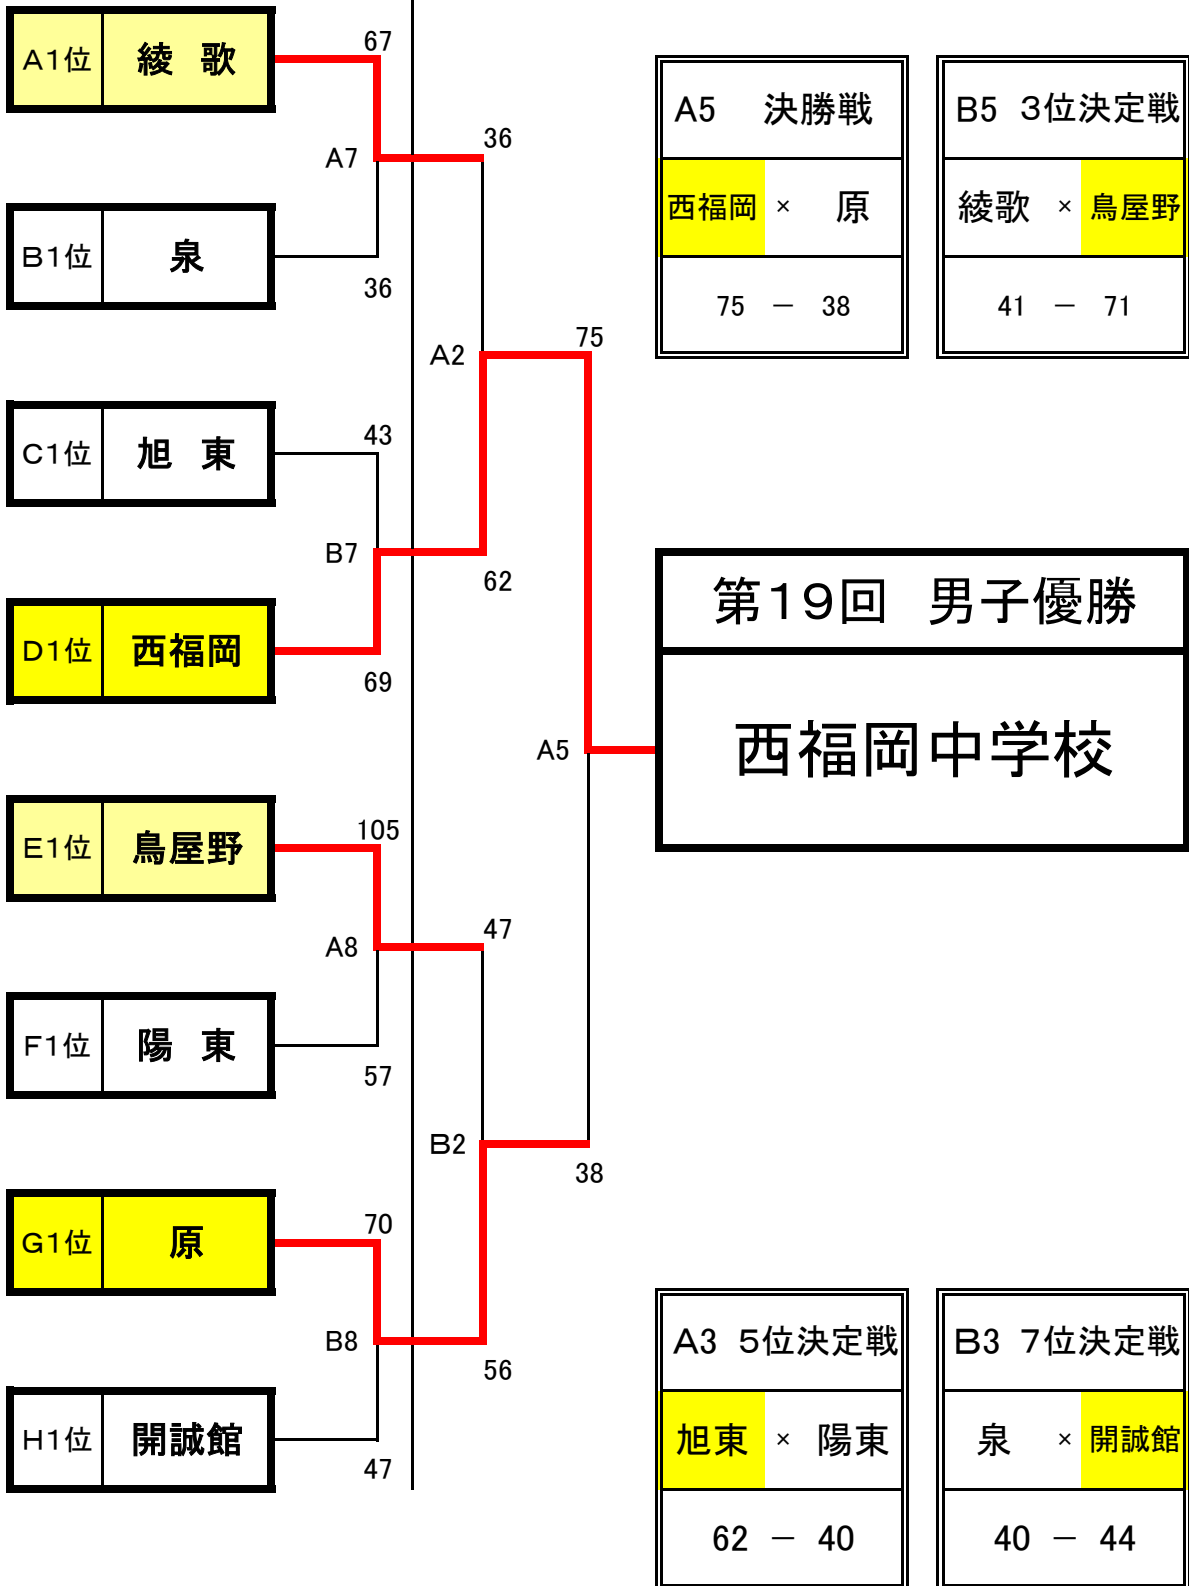 67
A1位 綾 歌
A5 決勝戦
B5 3位決定戦
36
A7
西福岡 × 原
綾歌 × 鳥屋野
B1位 泉
36
75 － 38
41 － 71
75
A2
43
C1位 旭 東
B7
62
第19回 男子優勝
D1位 西福岡
69
西福岡中学校
A5
105
E1位 鳥屋野
47
A8
F1位 陽 東
57
B2
38
70
G1位 原
B8
56
A3 5位決定戦
B3 7位決定戦
H1位 開誠館
47
旭東 × 陽東
泉 × 開誠館
62 － 40
40 － 44